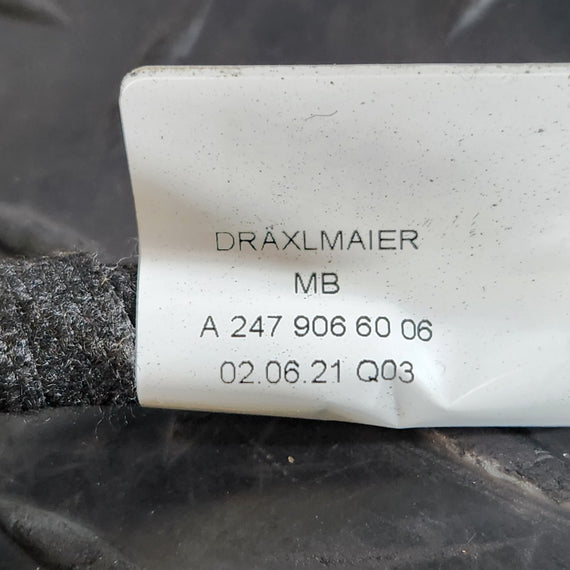 DRÄXLMAIER
MB
A 247 906 60 06
02.06.21 Q03